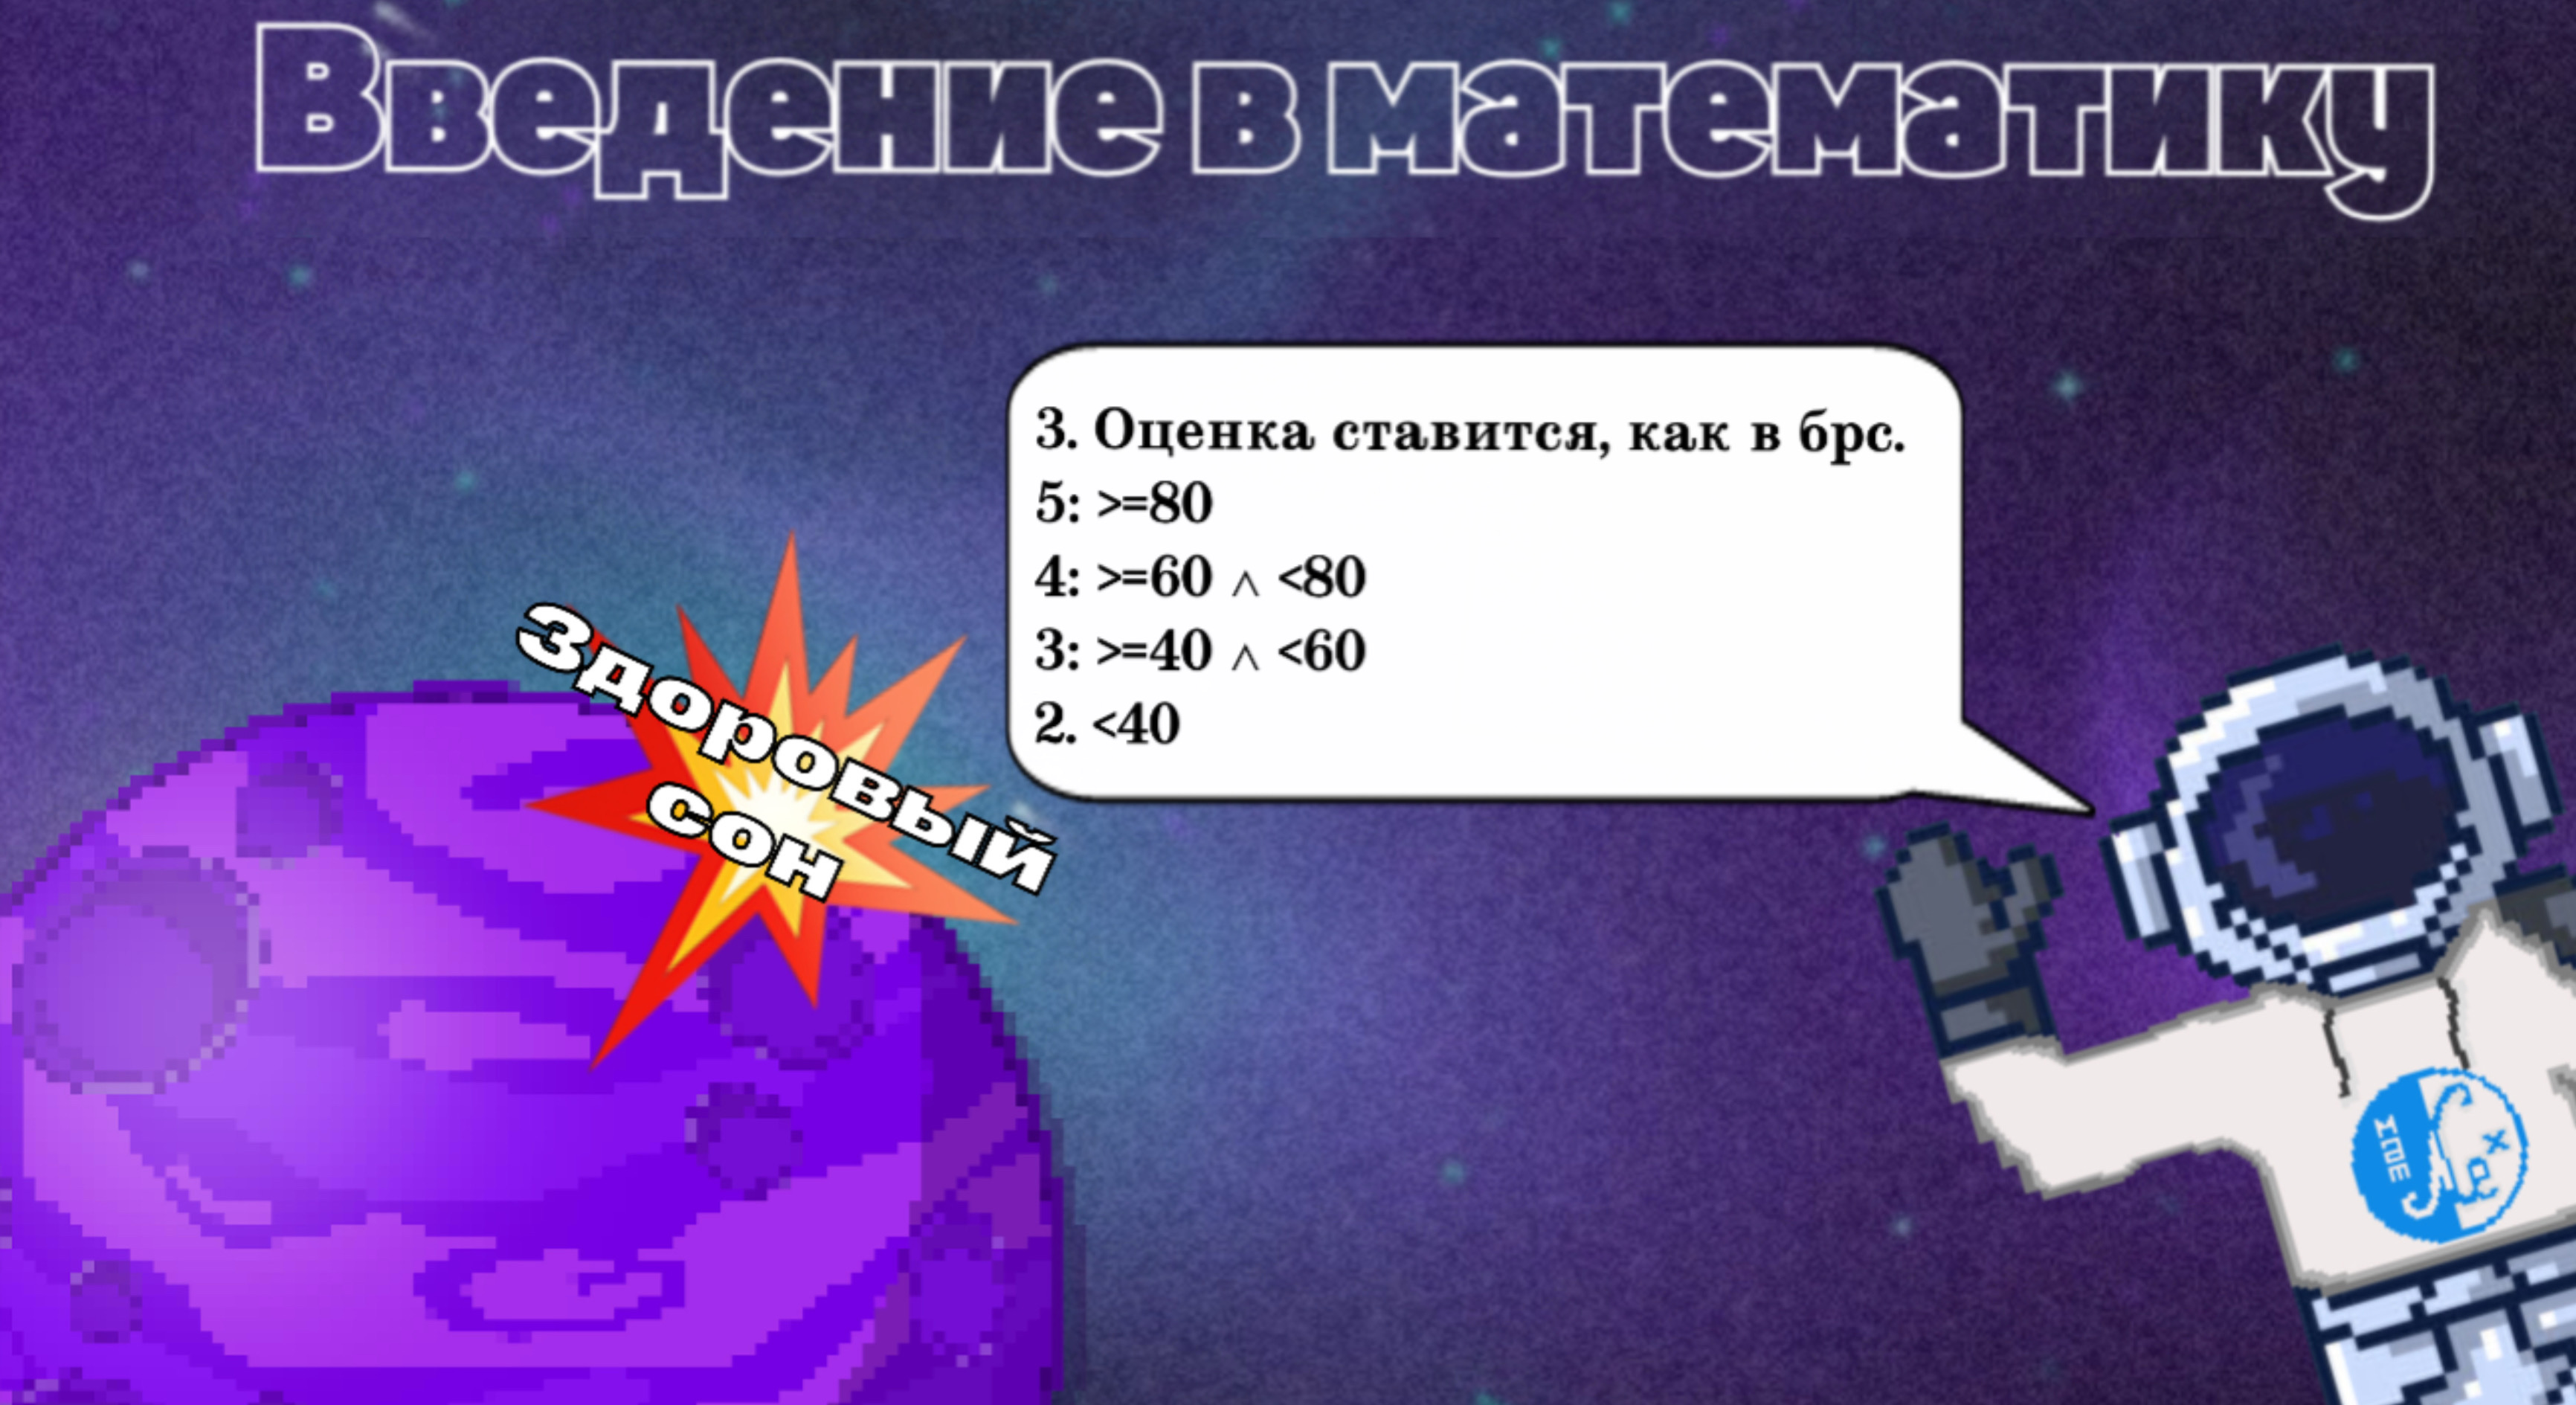 Введение в математику
3. Оценка ставится, как в брс.
5: >=80
4: >=60 ∧ <80
3: >=40 ∧ <60
2. <40
Здоровый
сон